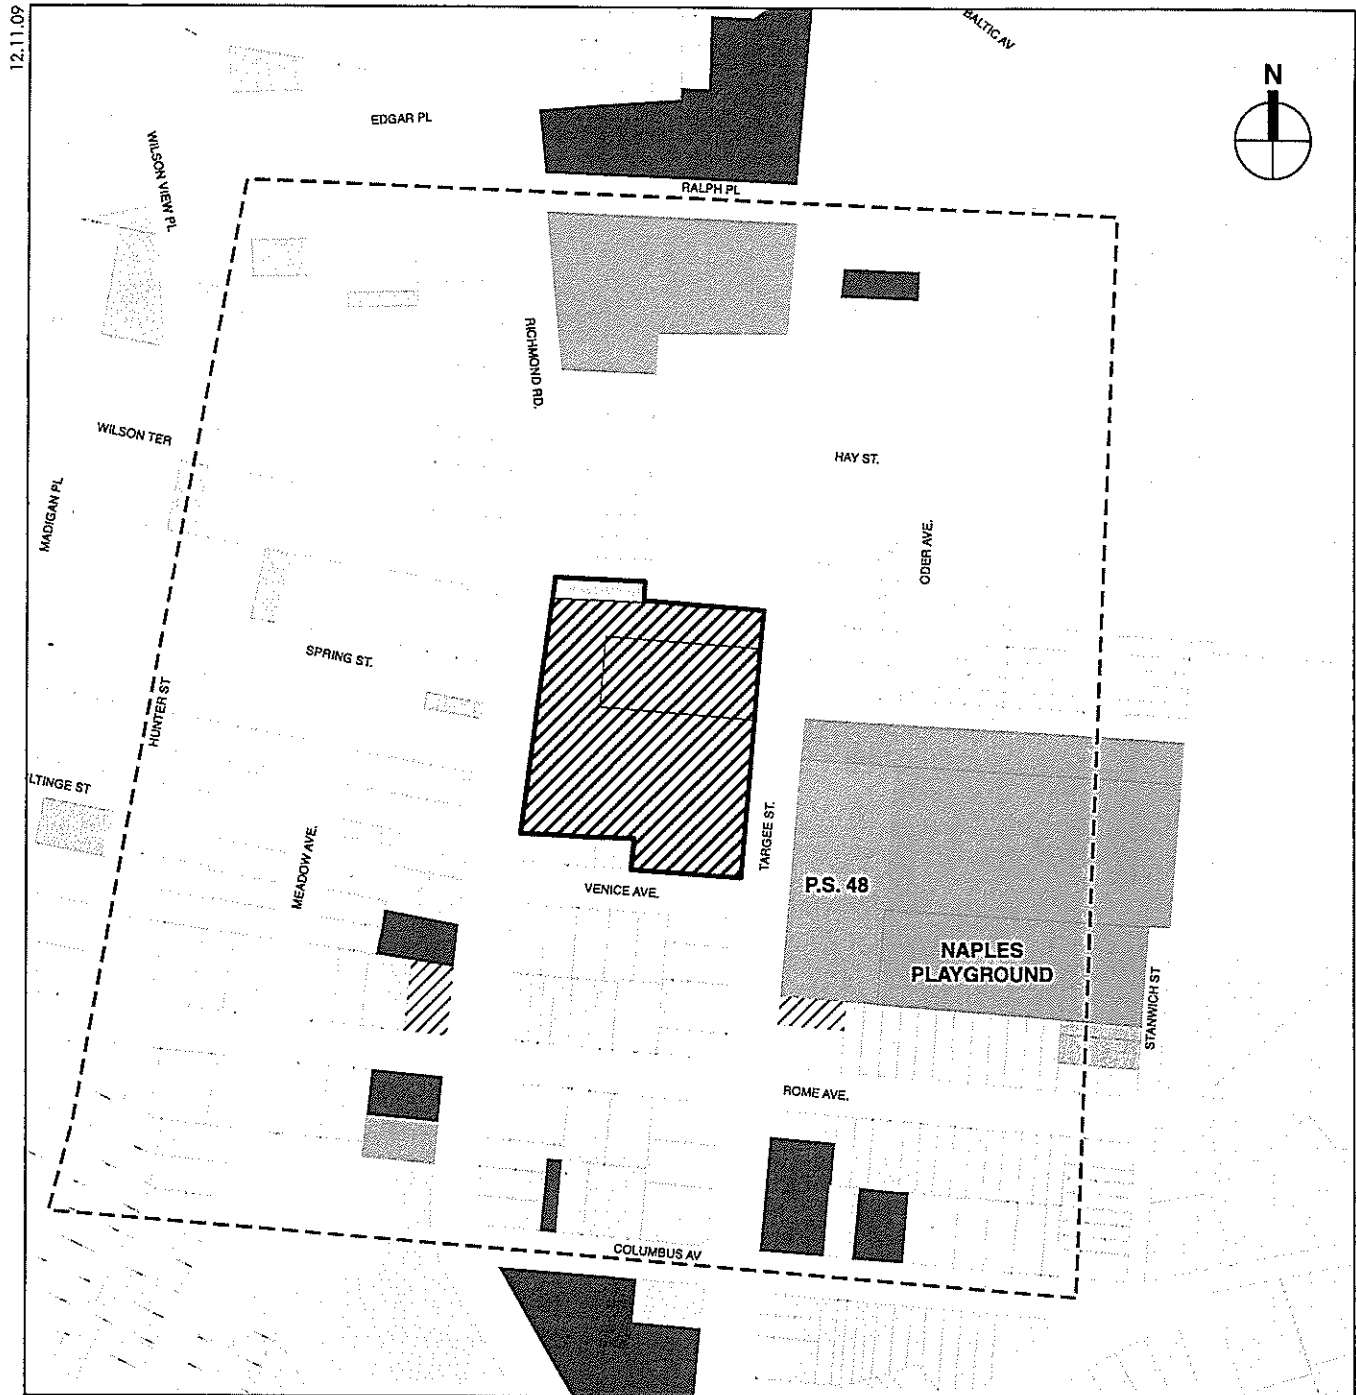 12.11.09
BALTIC AV
N
EDGAR PL
WILSON VIEW PL
RALPH PL
RICHMOND RD.
WILSON TER
HAY ST.
MADIGAN PL
ODER AVE.
SPRING ST.
HUNTER ST
LTINGE ST
TARGEE ST.
MEADOW AVE.
VENICE AVE.
P.S. 48
NAPLES
PLAYGROUND
STANWICH ST
ROME AVE.
COLUMBUS AV